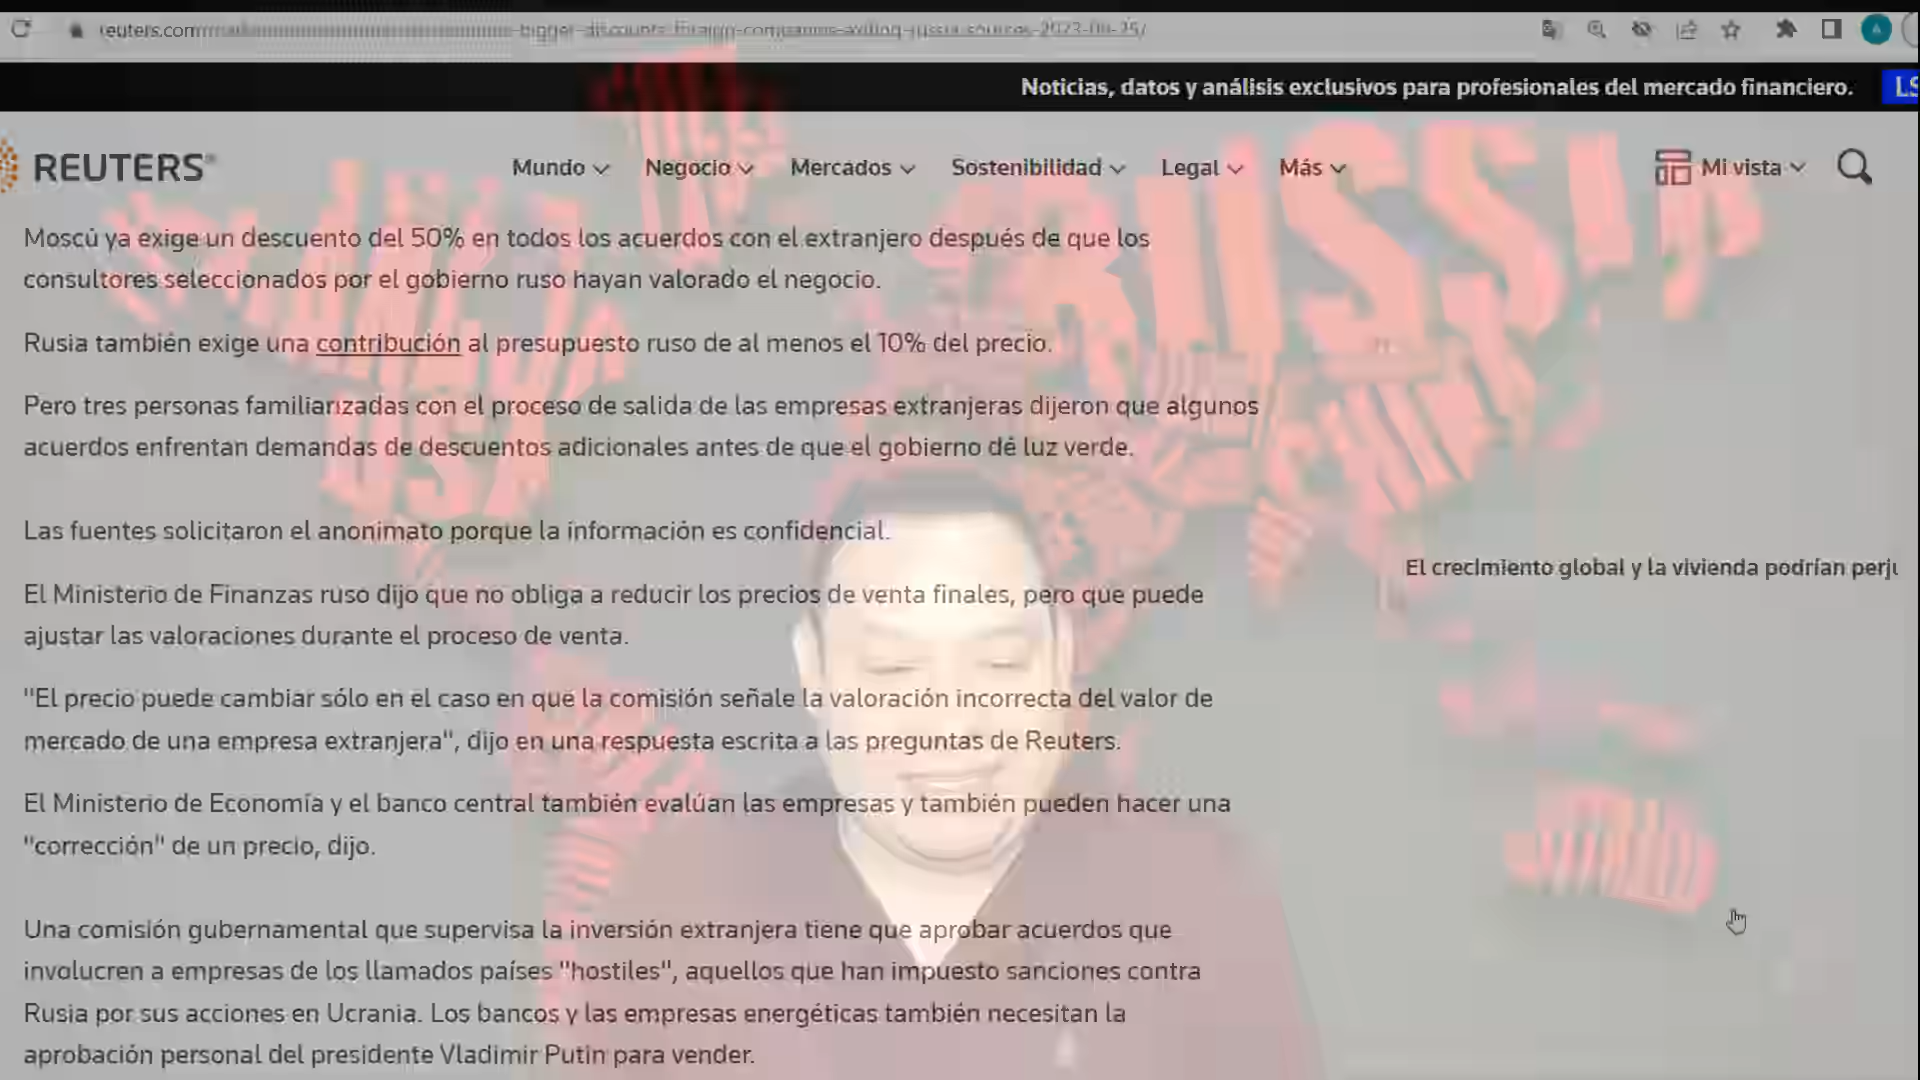 Noticias, datos y análisis exclusivos para profesionales del mercado financiero.
REUTERS
Mundo Negocio Mercados Sostenibilidad Legal Más Mi vista
Moscú ya exige un descuento del 50% en todos los acuerdos con el extranjero después de que los
consultores seleccionados por el gobierno ruso hayan valorado el negocio.
Rusia también exige una contribución al presupuesto ruso de al menos el 10% del precio.
Pero tres personas familiarizadas con el proceso de salida de las empresas extranjeras dijeron que algunos
acuerdos enfrentan demandas de descuentos adicionales antes de que el gobierno dé luz verde.
Las fuentes solicitaron el anonimato porque la información es confidencial.
El crecimiento global y la vivienda podrían
El Ministerio de Finanzas ruso dijo que no obliga a reducir los precios de venta finales, pero que puede
ajustar las valoraciones durante el proceso de venta.
"El precio puede cambiar sólo en el caso en que la comisión señale la valoración incorrecta del valor de
mercado de una empresa extranjera", dijo en una respuesta escrita a las preguntas de Reuters.
El Ministerio de Economía y el banco central también evalúan las empresas y también pueden hacer una
"corrección" de un precio, dijo.
Una comisión gubernamental que supervisa la inversión extranjera tiene que aprobar acuerdos que
involucren a empresas de los llamados países "hostiles", aquellos que han impuesto sanciones contra
Rusia por sus acciones en Ucrania. Los bancos y las empresas energéticas también necesitan la
aprobación personal del presidente Vladimir Putin para vender.
RUSSIA